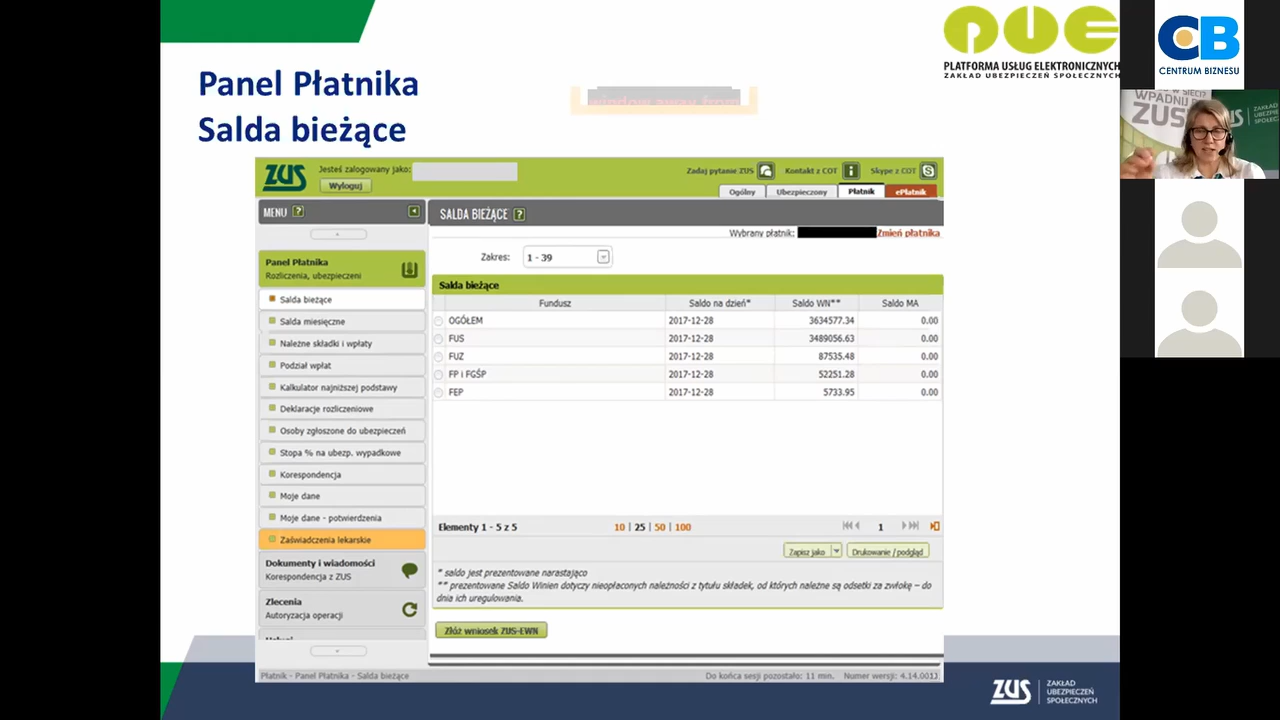 Panel Płatnika
Salda bieżące
PUE
PLATFORMA USŁUG ELEKTRONICZNYCH
ZAKŁAD UBEZPIECZEŃ SPOŁECZNYCH
CB
CENTRUM BIZNESU
WPADNIJ
ZUS
ZUS
Jesteś zalogowany jako:
Wyloguj
Zadaj pytanie ZUS
Kontakt z COT
Skype z COT
Ogólny
Ubezpieczony
Płatnik
ePłatnik
MENU ?
SALDA BIEŻĄCE ?
Wybrany płatnik:
Zmień płatnika
Zakres: 1 - 39
Panel Płatnika
Rozliczenia, ubezpieczeni
Salda bieżące
Salda miesięczne
Należne składki i wpłaty
Podział wpłat
Kalkulator najniższej podstawy
Deklaracje rozliczeniowe
Osoby zgłoszone do ubezpieczeń
Stopa % na ubezp. wypadkowe
Korespondencja
Moje dane
Moje dane - potwierdzenia
Zaświadczenia lekarskie
Dokumenty i wiadomości
Korespondencja z ZUS
Zlecenia
Autoryzacja operacji
Salda bieżące
Fundusz Saldo na dzień* Saldo WN** Saldo MA
OGÓŁEM 2017-12-28 3634577.34 0.00
FUS 2017-12-28 3489056.63 0.00
FUZ 2017-12-28 87535.48 0.00
FP i FGŚP 2017-12-28 52251.28 0.00
FEP 2017-12-28 5733.95 0.00
Elementy 1 - 5 z 5
10 | 25 | 50 | 100
1
Zapisz jako
Drukowanie / podgląd
* saldo jest prezentowane narastająco
** prezentowane Saldo Winien dotyczy nieopłaconych należności z tytułu składek, od których należne są odsetki za zwłokę – do
dnia ich uregulowania.
Złóż wniosek ZUS-EWN
Płatnik - Panel Płatnika - Salda bieżące
Do końca sesji pozostało: 11 min.
Numer wersji: 4.14.001J
ZUS
ZAKŁAD
UBEZPIECZEŃ
SPOŁECZNYCH